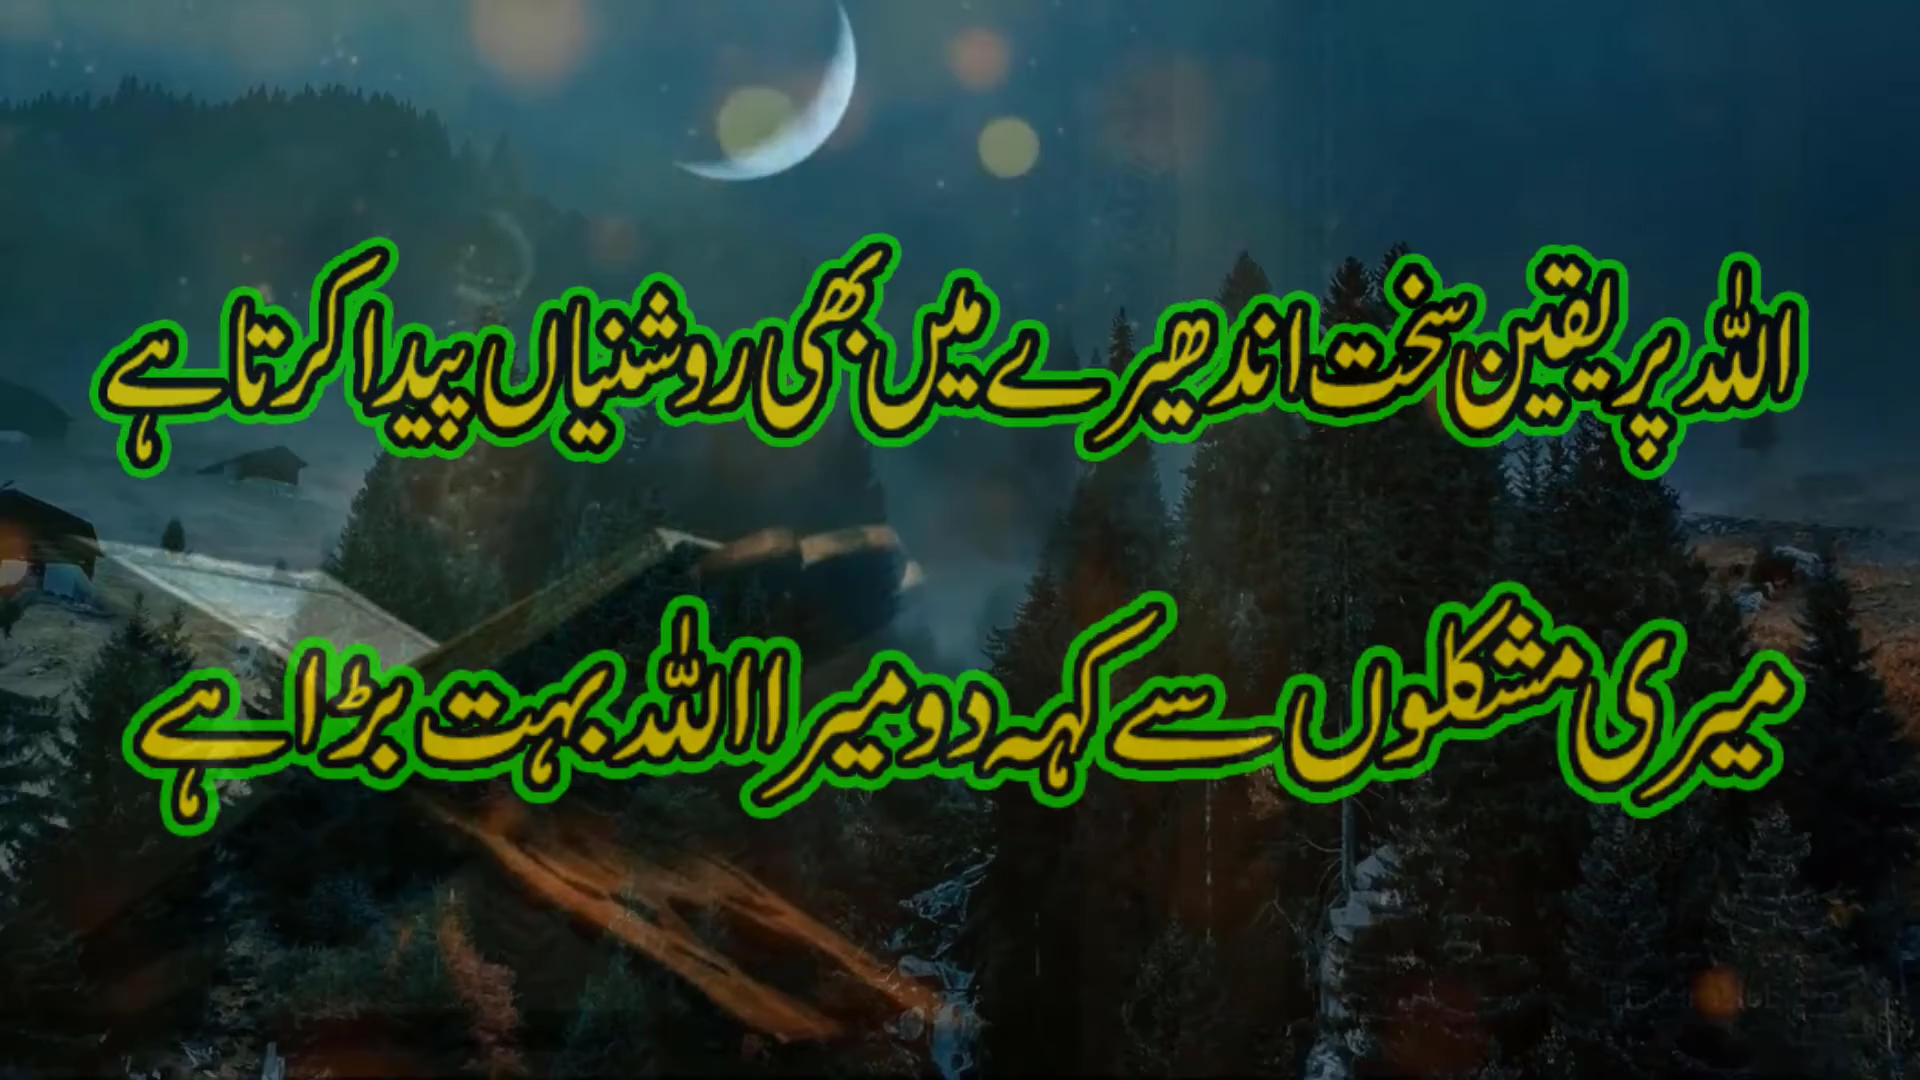 اللہ پر یقین سخت اندھیرے میں بھی روشنیاں پیدا کرتا ہے
میری مشکلوں سے کہہ دو میرا اللہ بہت بڑا ہے